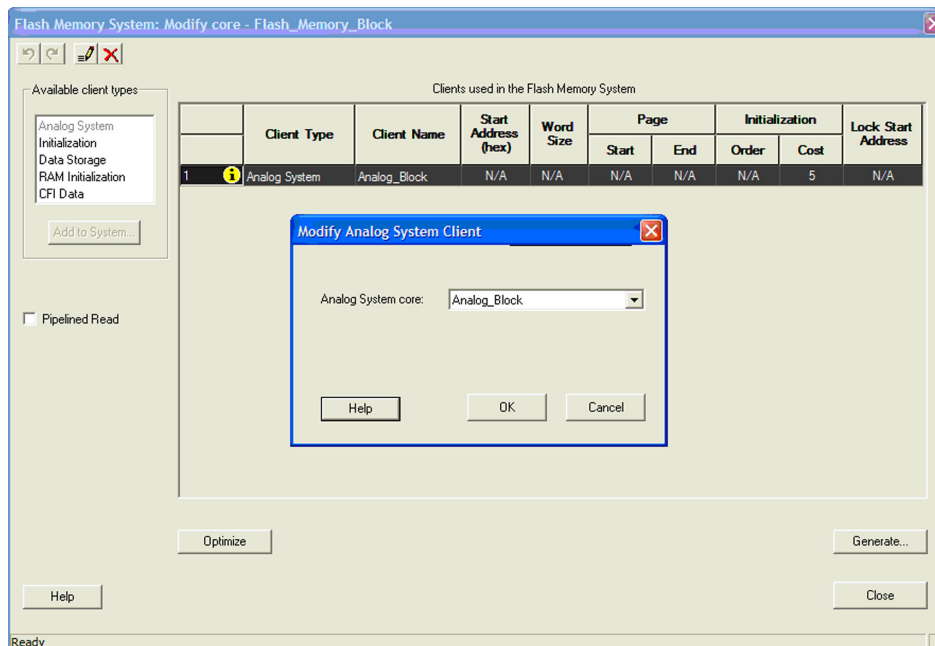 Flash Memory System: Modify core - Flash_Memory_Block
Available client types
Analog System
Initialization
Data Storage
RAM Initialization
CFI Data
Add to System...
Pipelined Read
Clients used in the Flash Memory System
Client Type
Client Name
Start Address (hex)
Word Size
Page
Start
End
Initialization
Order
Cost
Lock Start Address
1 Analog System Analog_Block N/A N/A N/A N/A N/A 5 N/A
Modify Analog System Client
Analog System core: Analog_Block
Help OK Cancel
Optimize Generate...
Help Close
Ready